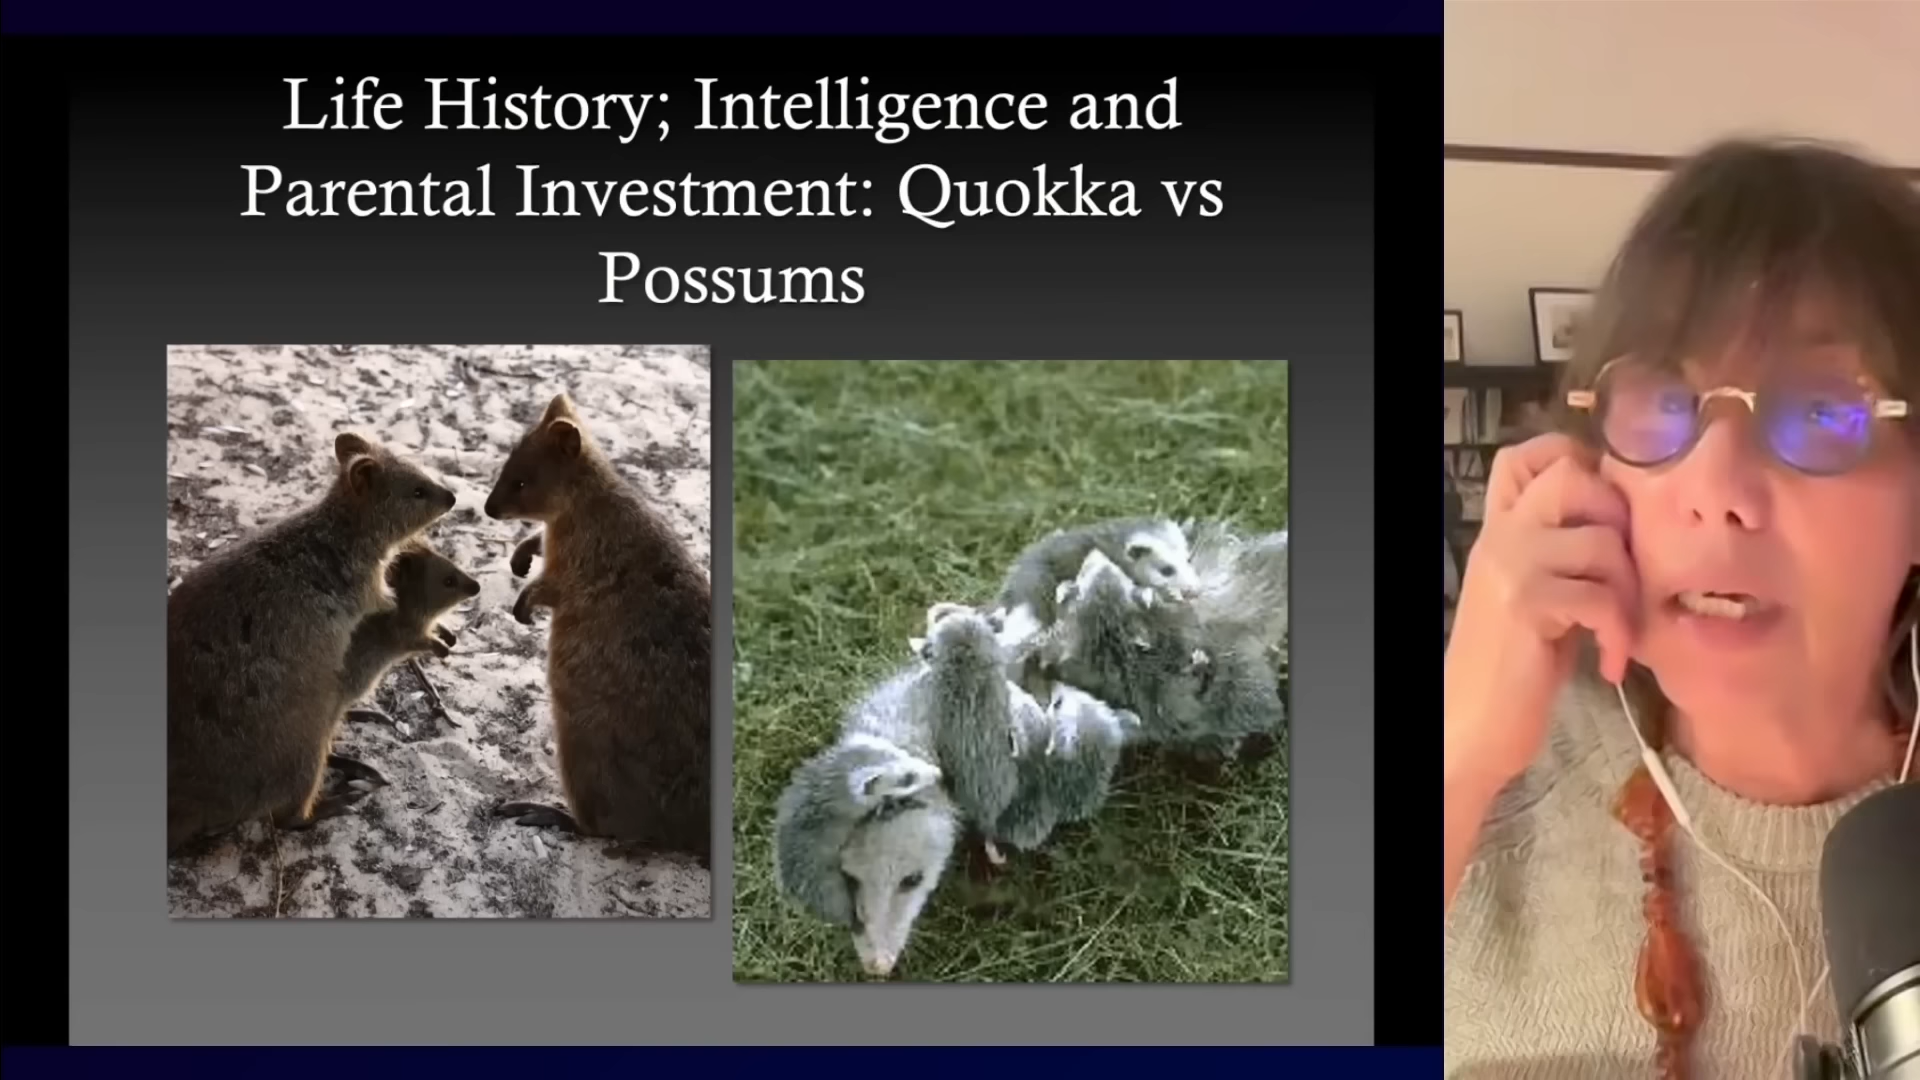 Life History; Intelligence and
Parental Investment: Quokka vs
Possums